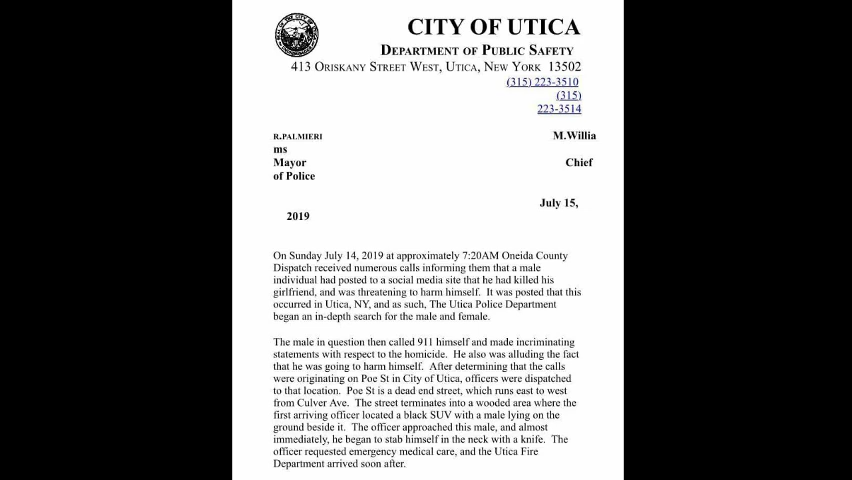 CITY OF UTICA
DEPARTMENT OF PUBLIC SAFETY
413 ORISKANY STREET WEST, UTICA, NEW YORK 13502
(315) 223-3510
(315)
223-3514
R.PALMIERI M.Willia
ms
Mayor Chief
of Police
July 15,
2019
On Sunday July 14, 2019 at approximately 7:20AM Oneida County
Dispatch received numerous calls informing them that a male
individual had posted to a social media site that he had killed his
girlfriend, and was threatening to harm himself. It was posted that this
occurred in Utica, NY, and as such, The Utica Police Department
began an in-depth search for the male and female.
The male in question then called 911 himself and made incriminating
statements with respect to the homicide. He also was alluding the fact
that he was going to harm himself. After determining that the calls
were originating on Poe St in City of Utica, officers were dispatched
to that location. Poe St is a dead end street, which runs east to west
from Culver Ave. The street terminates into a wooded area where the
first arriving officer located a black SUV with a male lying on the
ground beside it. The officer approached this male, and almost
immediately, he began to stab himself in the neck with a knife. The
officer requested emergency medical care, and the Utica Fire
Department arrived soon after.